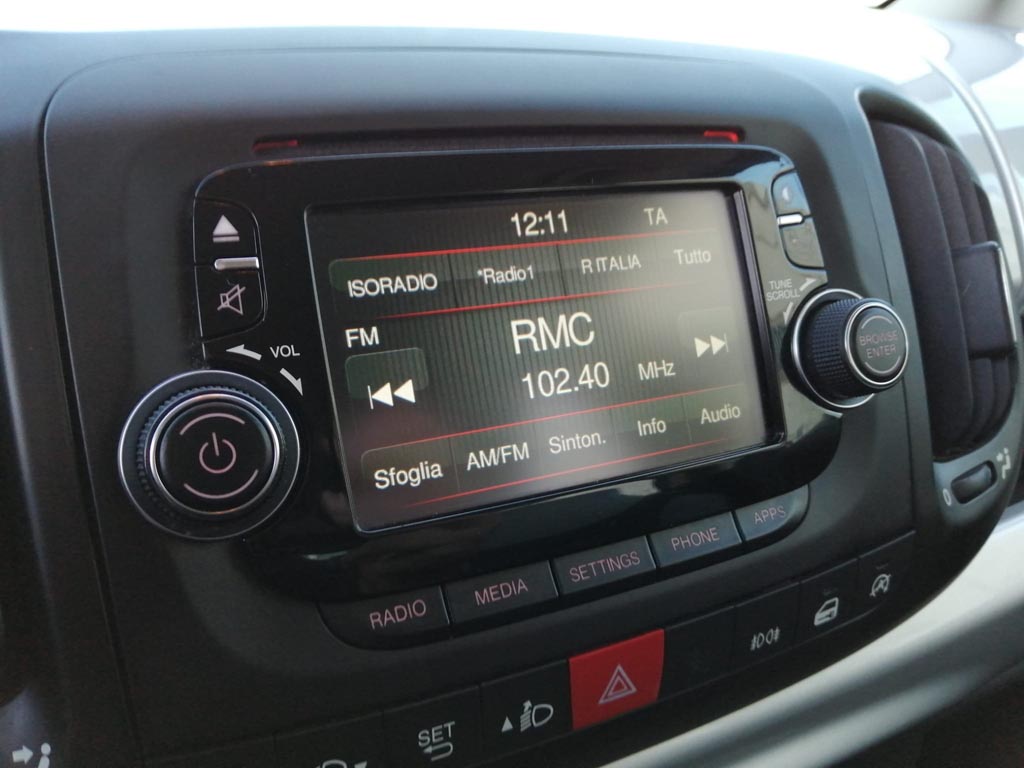 12:11 TA
ISORADIO *Radio1 R ITALIA Tutto
FM
RMC
102.40 MHz
Sfoglia AM/FM Sinton. Info Audio
VOL
TUNE
SCROLL
BROWSE
ENTER
RADIO MEDIA SETTINGS PHONE APPS
SET
0